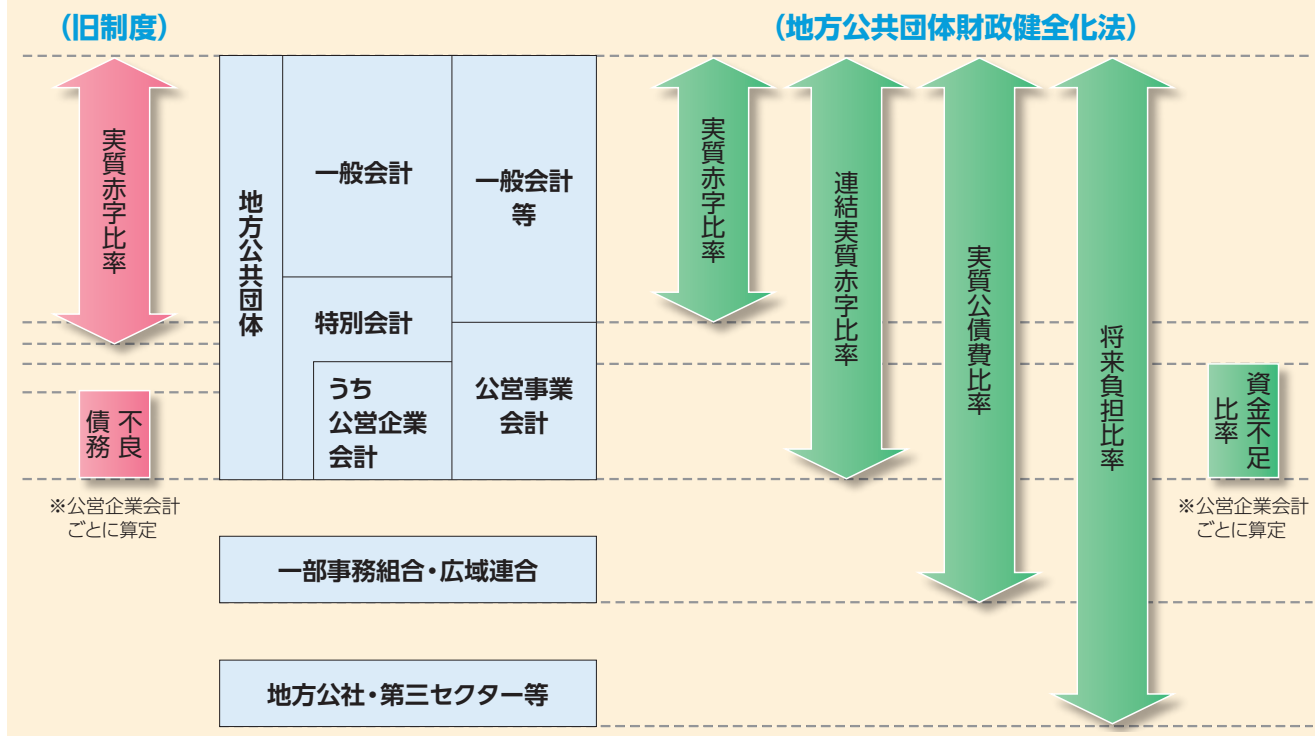 (旧制度)
(地方公共団体財政健全化法)
実質赤字比率
不良
債務
※公営企業会計
ごとに算定
地方公共団体
一般会計
特別会計
うち
公営企業
会計
一般会計
等
公営事業
会計
一部事務組合・広域連合
地方公社・第三セクター等
実質赤字比率
連結実質赤字比率
実質公債費比率
将来負担比率
資金不足
比率
※公営企業会計
ごとに算定